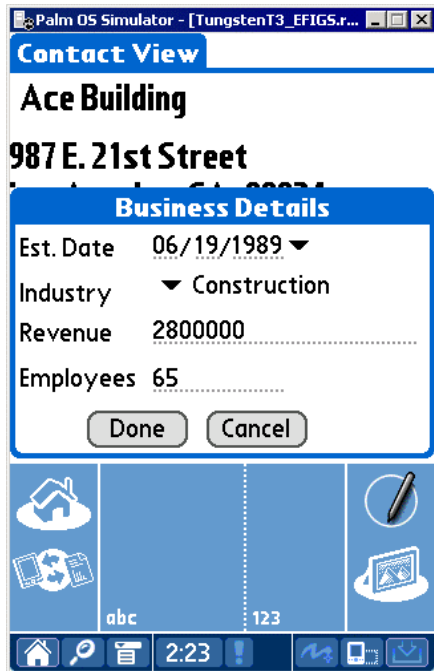 Palm OS Simulator - [TungstenT3_EFIGS.r...
Contact View
Ace Building
987 E. 21st Street
Business Details
Est. Date 06/19/1989
Industry Construction
Revenue 2800000
Employees 65
Done Cancel
abc 123
2:23